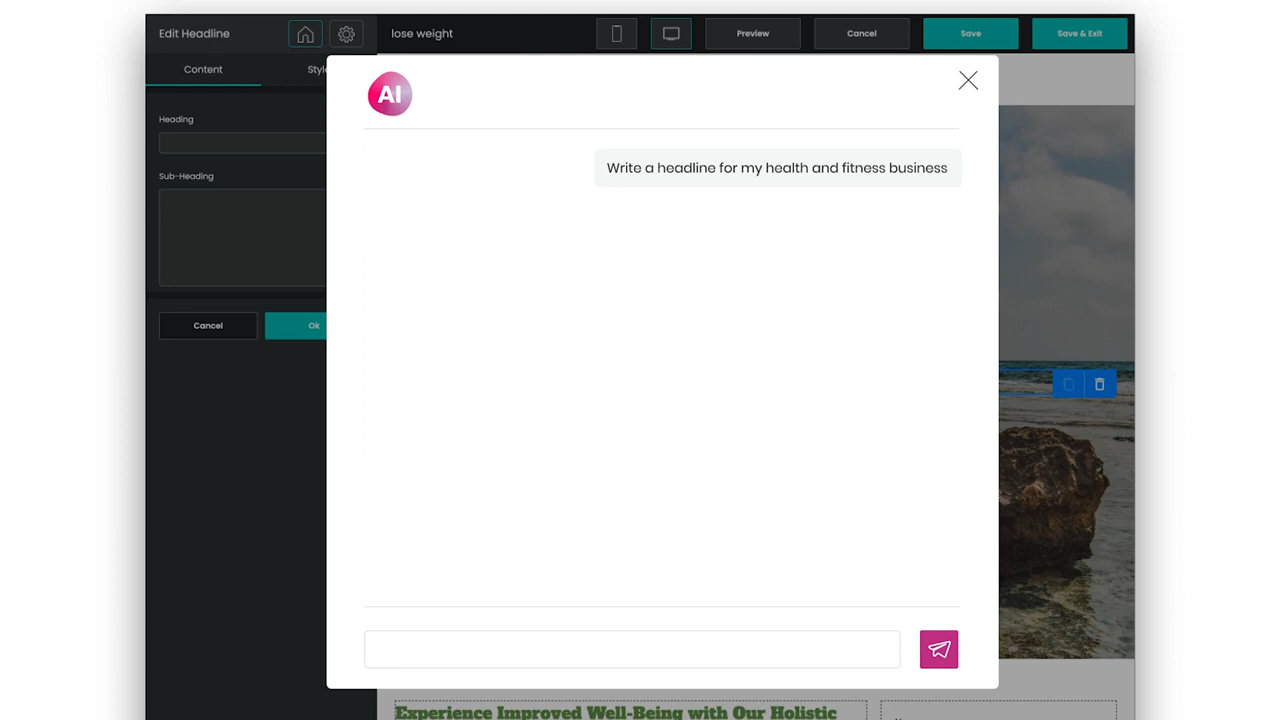 Edit Headline
lose weight
Preview
Cancel
Save
Save & Exit
Content
AI
Heading
Write a headline for my health and fitness business
Sub-Heading
Cancel
Ok
Experience Improved Well-Being with Our Holistic